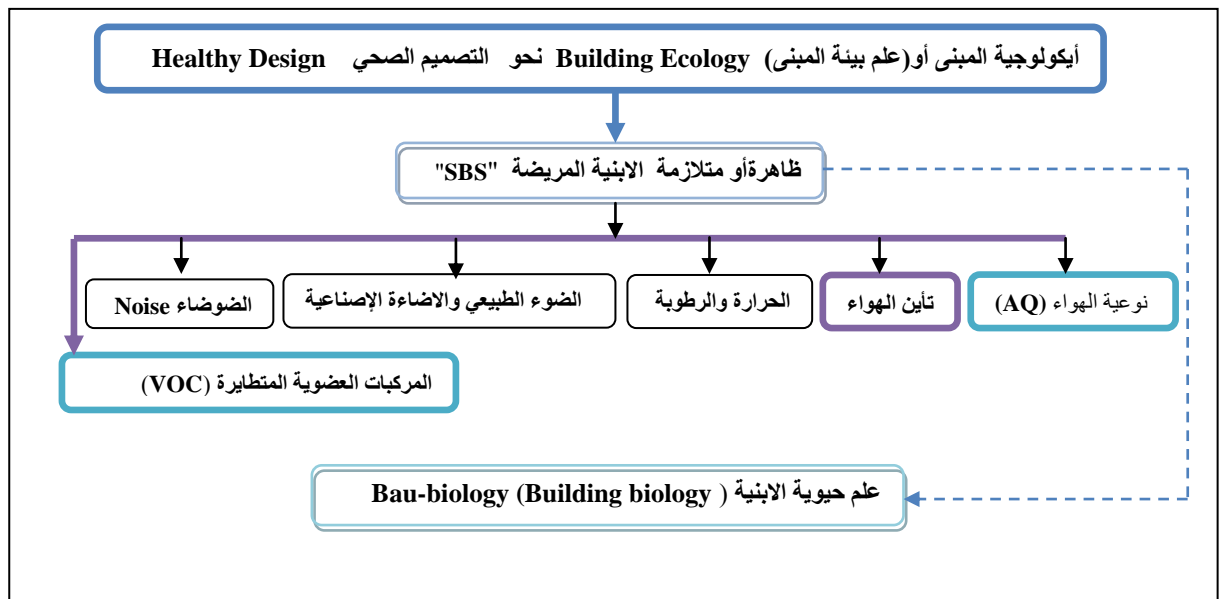 أيكولوجية المبنى أو(علم بيئة المبنى) Building Ecology نحو التصميم الصحي Healthy Design
ظاهرةأو متلازمة الابنية المريضة "SBS"
نوعية الهواء (AQ)
تأين الهواء
الحرارة والرطوبة
الضوء الطبيعي والاضاءة الإصناعية
الضوضاء Noise
المركبات العضوية المتطايرة (VOC)
علم حيوية الابنية Bau-biology (Building biology )